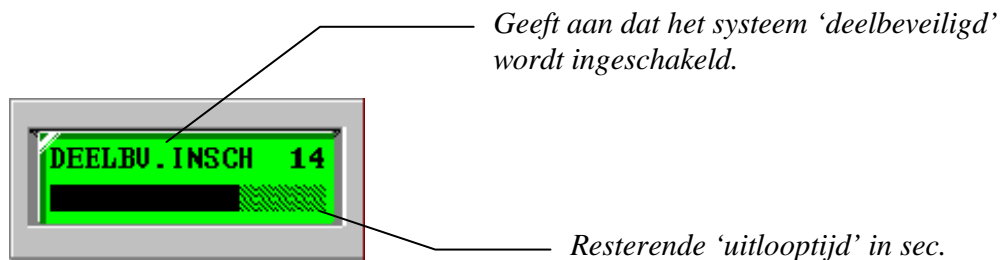 Geeft aan dat het systeem ‘deelbeveiligd’
wordt ingeschakeld.
DEELBV.INSCH 14
Resterende ‘uitlooptijd’ in sec.